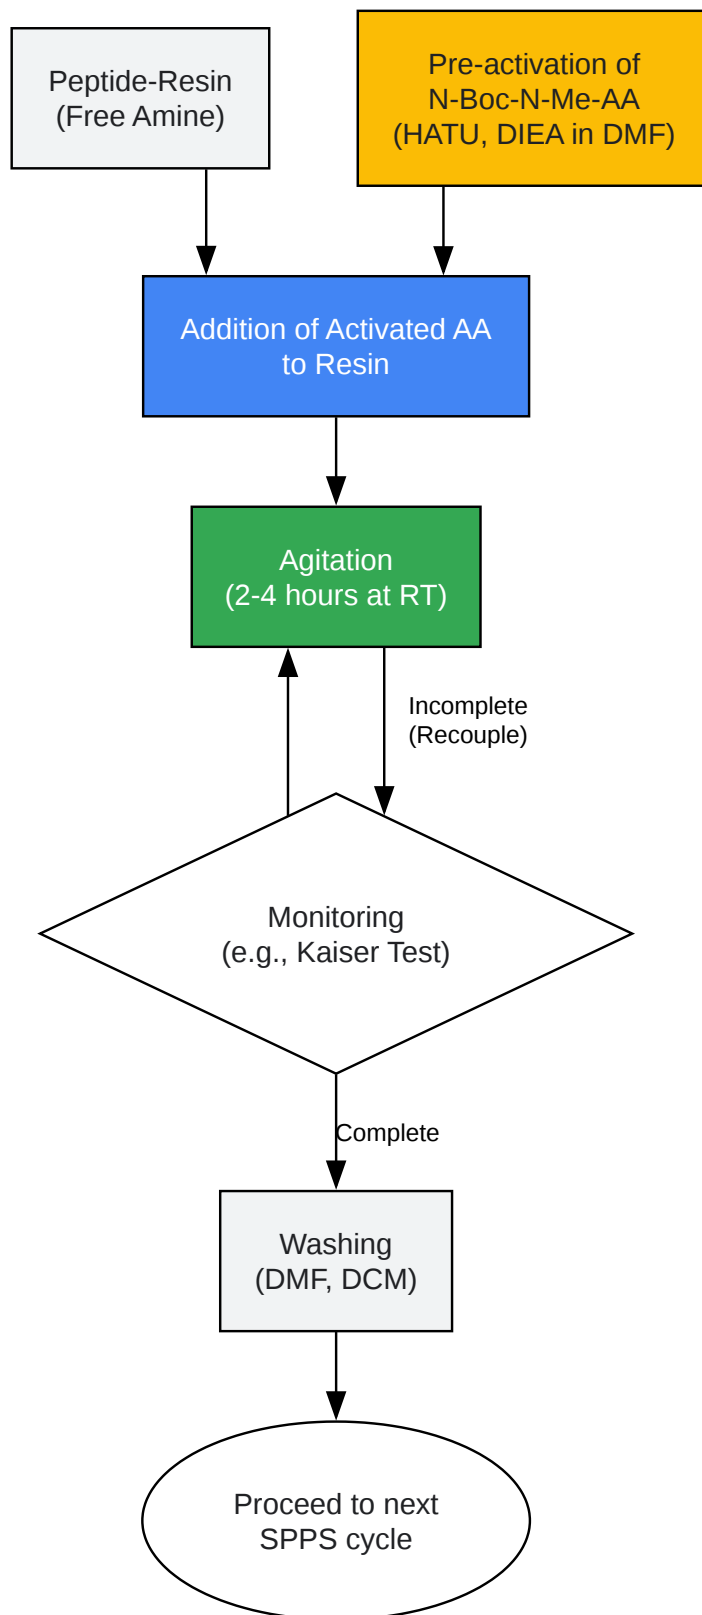 Peptide-Resin
(Free Amine)
Pre-activation of
N-Boc-N-Me-AA
(HATU, DIEA in DMF)
Addition of Activated AA
to Resin
Agitation
(2-4 hours at RT)
Incomplete
(Recouple)
Monitoring
(e.g., Kaiser Test)
Complete
Washing
(DMF, DCM)
Proceed to next
SPPS cycle